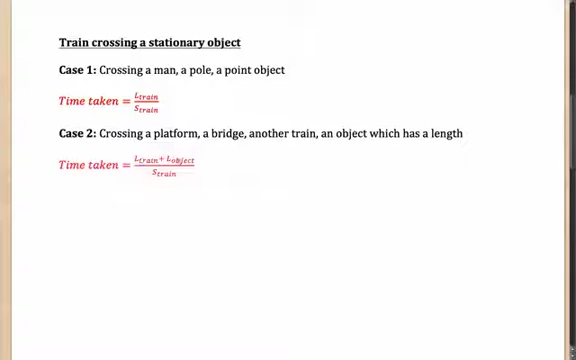 Train crossing a stationary object
Case 1: Crossing a man, a pole, a point object
Time taken = L_train / S_train
Case 2: Crossing a platform, a bridge, another train, an object which has a length
Time taken = L_train + L_object / S_train